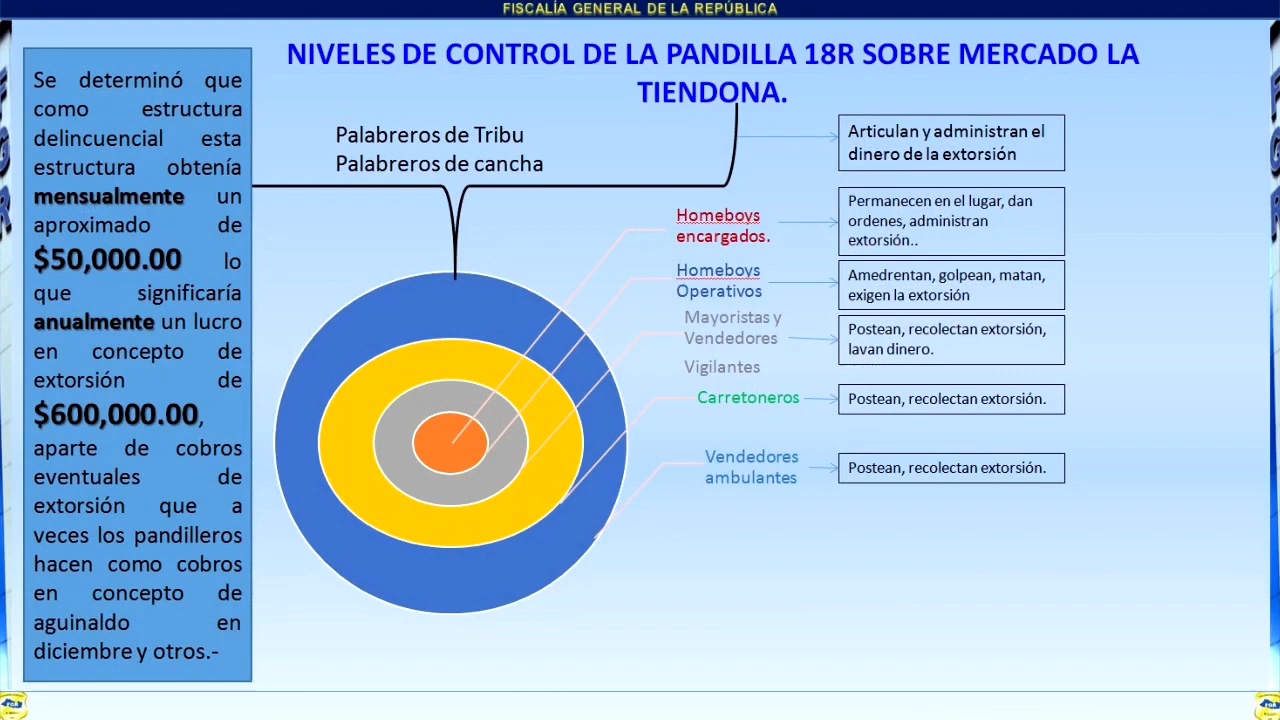 FISCALÍA GENERAL DE LA REPÚBLICA
NIVELES DE CONTROL DE LA PANDILLA 18R SOBRE MERCADO LA
TIENDONA.
Se determinó que
como estructura
delincuencial esta
estructura obtenía
mensualmente un
aproximado de
$50,000.00 lo
que significaría
anualmente un lucro
en concepto de
extorsión de
$600,000.00,
aparte de cobros
eventuales de
extorsión que a
veces los pandilleros
hacen como cobros
en concepto de
aguinaldo en
diciembre y otros.-
Palabreros de Tribu
Palabreros de cancha
Articulan y administran el
dinero de la extorsión
Homeboys
encargados.
Permanecen en el lugar, dan
ordenes, administran
extorsión..
Homeboys
Operativos
Amedrentan, golpean, matan,
exigen la extorsión
Mayoristas y
Vendedores
Vigilantes
Postean, recolectan extorsión,
lavan dinero.
Carretoneros
Postean, recolectan extorsión.
Vendedores
ambulantes
Postean, recolectan extorsión.